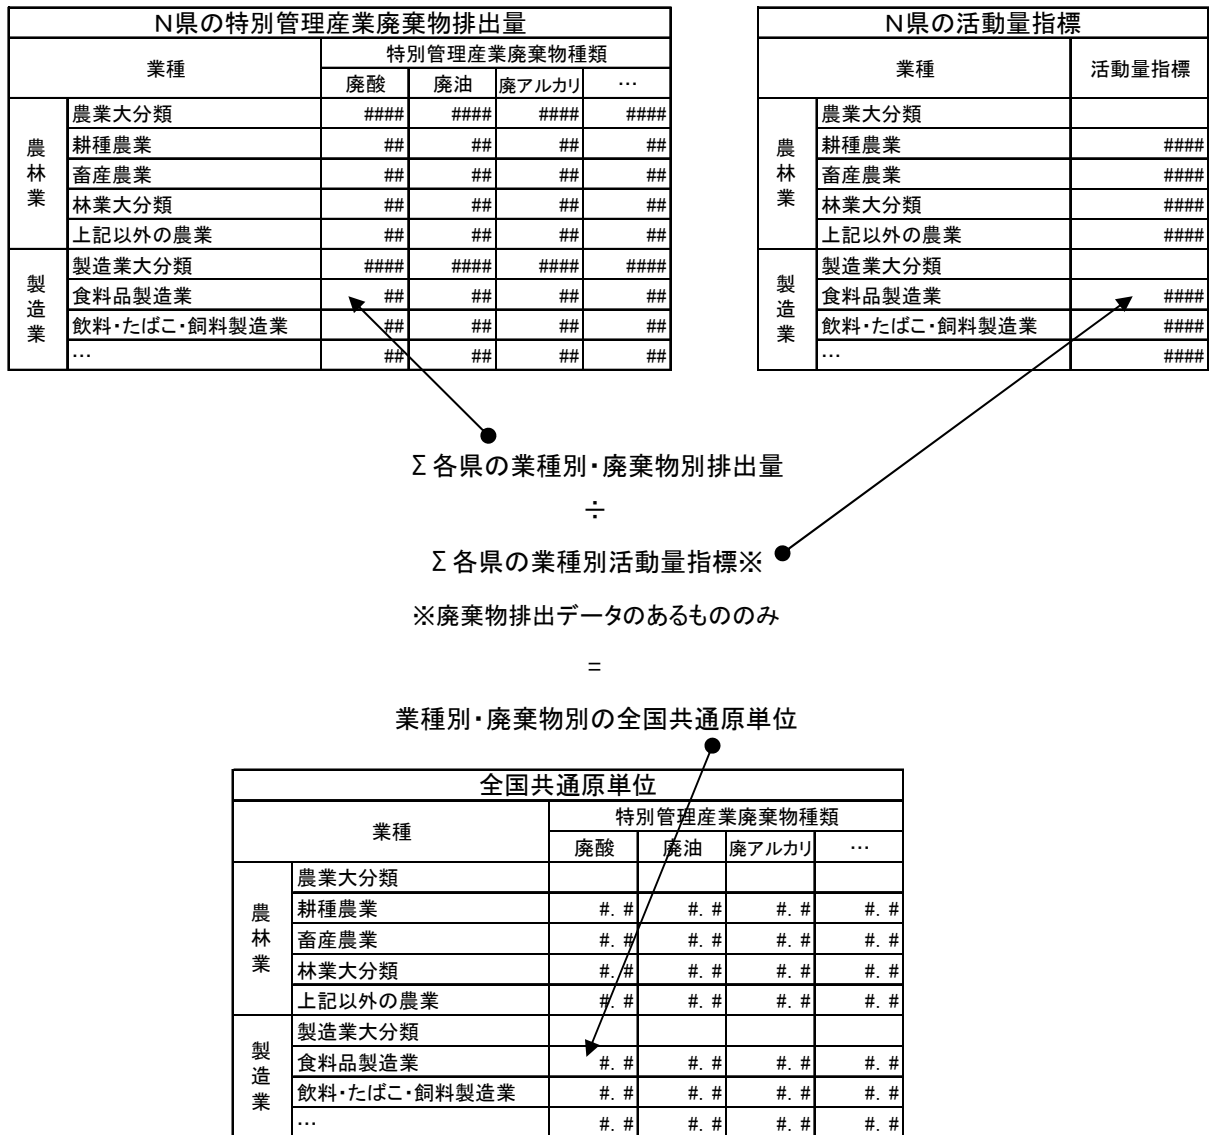 N県の特別管理産業廃棄物排出量
業種 特別管理産業廃棄物種類
廃酸 廃油 廃アルカリ …
農林業 農業大分類 #### #### #### ####
耕種農業 ## ## ## ##
畜産農業 ## ## ## ##
林業大分類 ## ## ## ##
上記以外の農業 ## ## ## ##
製造業 製造業大分類 #### #### #### ####
食料品製造業 ## ## ## ##
飲料・たばこ・飼料製造業 ## ## ## ##
… ## ## ## ##
N県の活動量指標
業種 活動量指標
農林業 農業大分類
耕種農業 ####
畜産農業 ####
林業大分類 ####
上記以外の農業 ####
製造業 製造業大分類
食料品製造業 ####
飲料・たばこ・飼料製造業 ####
… ####
Σ各県の業種別・廃棄物別排出量
÷
Σ各県の業種別活動量指標※
※廃棄物排出データのあるもののみ
=
業種別・廃棄物別の全国共通原単位
全国共通原単位
業種 特別管理産業廃棄物種類
廃酸 廃油 廃アルカリ …
農林業 農業大分類
耕種農業 #.# #.# #.# #.#
畜産農業 #.# #.# #.# #.#
林業大分類 #.# #.# #.# #.#
上記以外の農業 #.# #.# #.# #.#
製造業 製造業大分類
食料品製造業 #.# #.# #.# #.#
飲料・たばこ・飼料製造業 #.# #.# #.# #.#
… #.# #.# #.# #.#